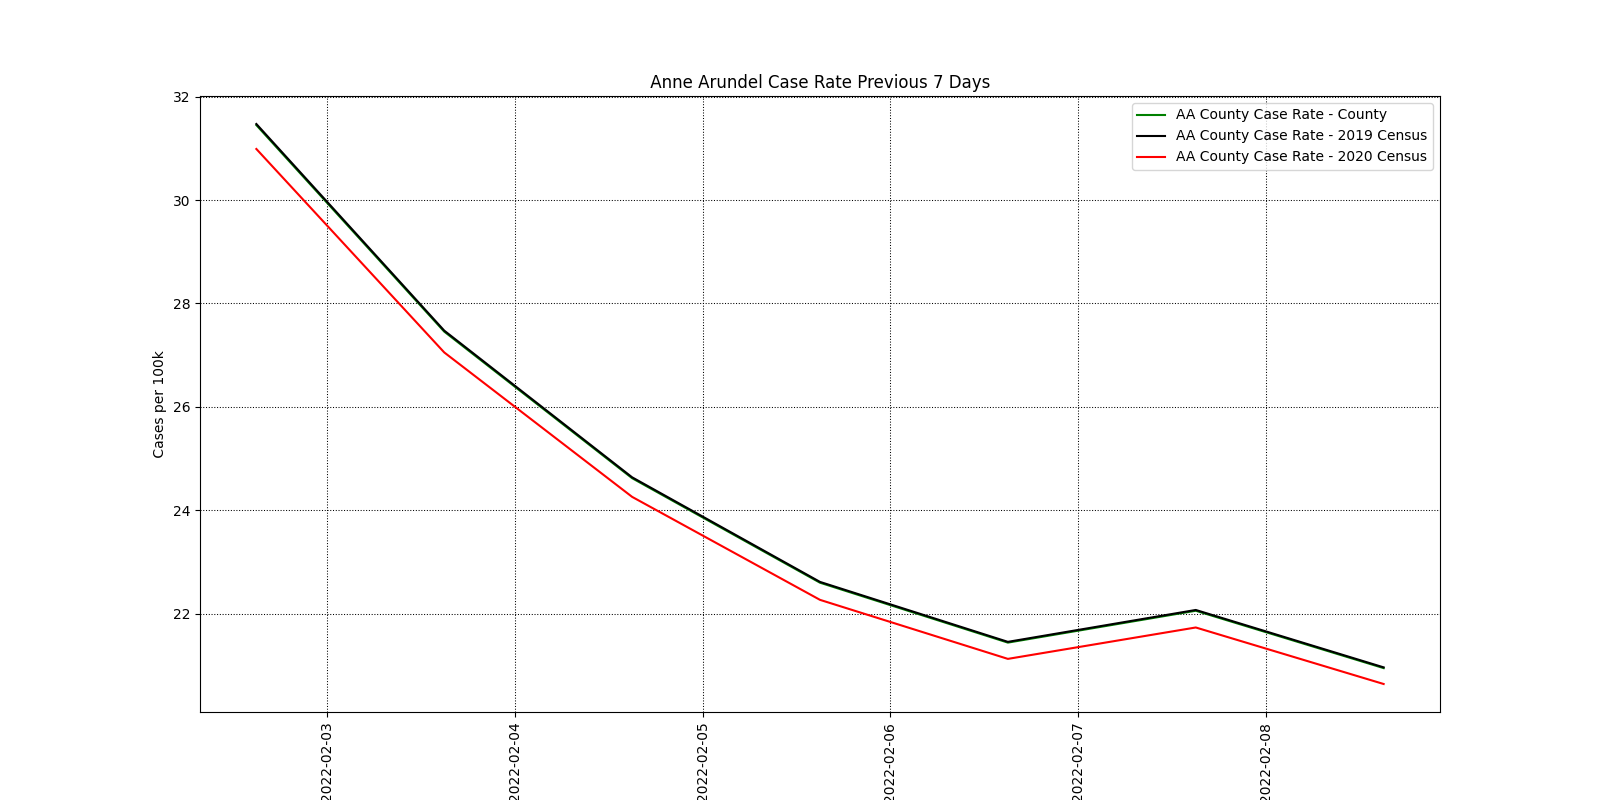 Anne Arundel Case Rate Previous 7 Days
AA County Case Rate - County
AA County Case Rate - 2019 Census
AA County Case Rate - 2020 Census
Cases per 100k
32
30
28
26
24
22
2022-02-03
2022-02-04
2022-02-05
2022-02-06
2022-02-07
2022-02-08